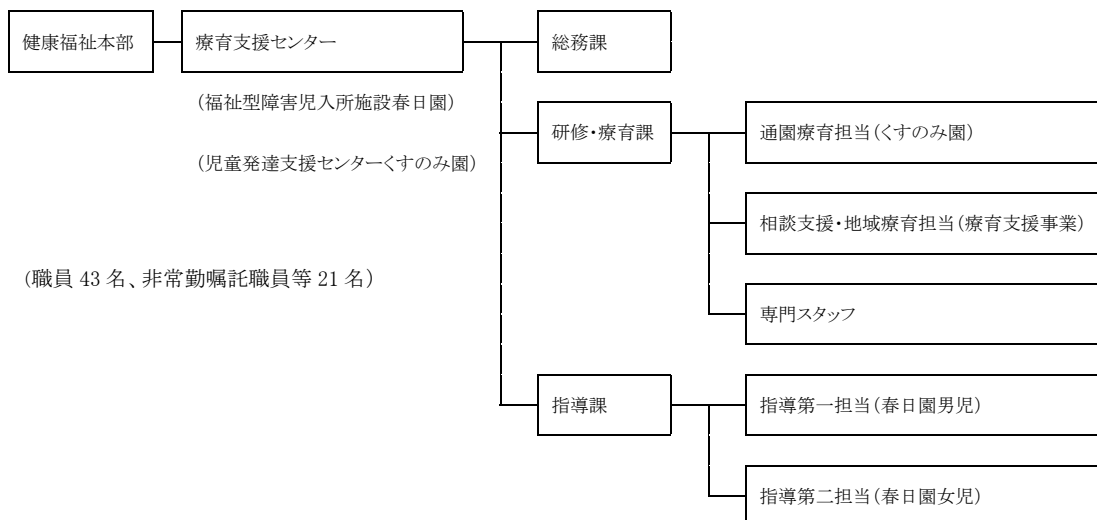 健康福祉本部
療育支援センター
総務課
(福祉型障害児入所施設春日園)
研修・療育課
通園療育担当(くすのみ園)
(児童発達支援センターくすのみ園)
相談支援・地域療育担当(療育支援事業)
(職員 43 名、非常勤嘱託職員等 21 名)
専門スタッフ
指導課
指導第一担当(春日園男児)
指導第二担当(春日園女児)